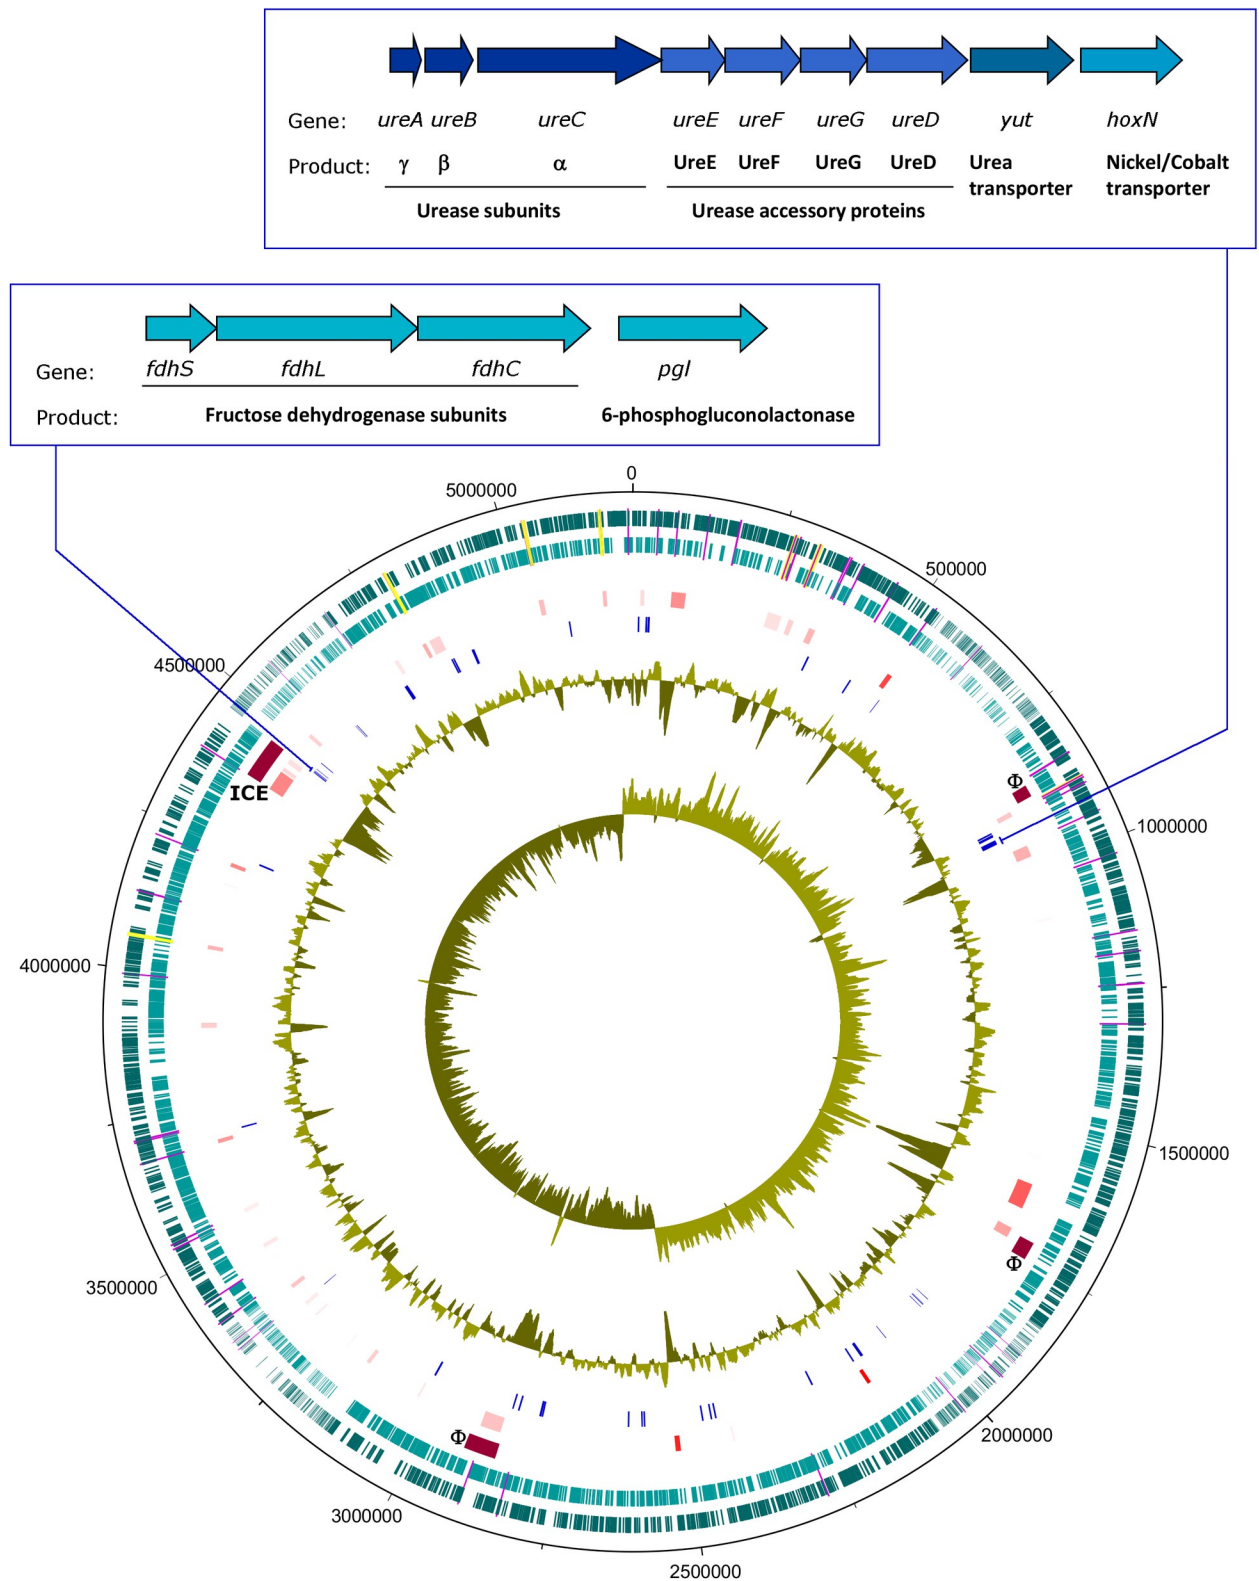 Gene: ureA ureB ureC ureE ureF ureG ureD yut hoxN
Product: γ β α UreE UreF UreG UreD Urea transporter Nickel/Cobalt transporter
Urease subunits Urease accessory proteins
Gene: fdhS fdhL fdhC pgl
Product: Fructose dehydrogenase subunits 6-phosphogluconolactonase
0
5000000
500000
4500000
Φ
ICE
1000000
4000000
1500000
Φ
3500000
2000000
Φ
3000000
2500000